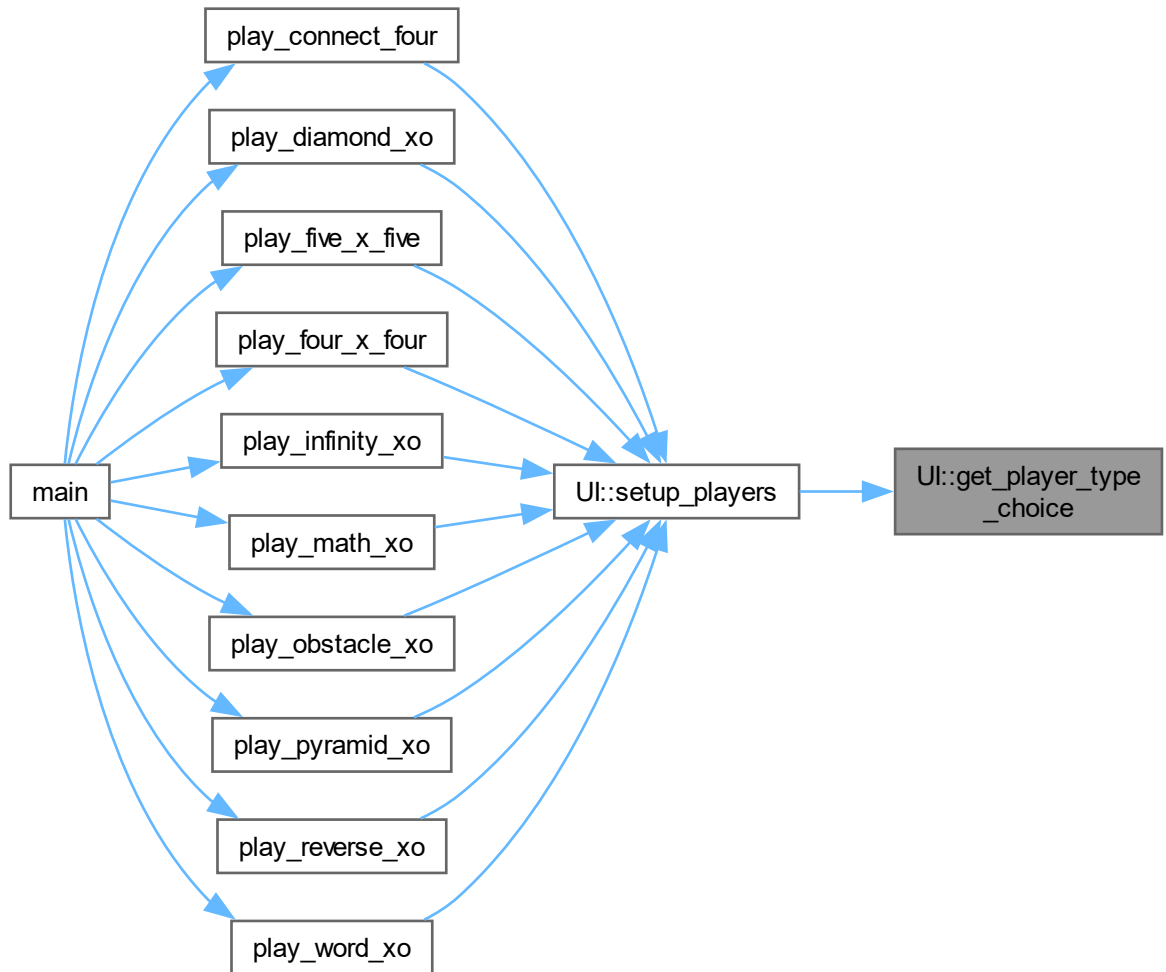 play_connect_four
play_diamond_xo
play_five_x_five
play_four_x_four
play_infinity_xo
main
UI::setup_players
UI::get_player_type
_choice
play_math_xo
play_obstacle_xo
play_pyramid_xo
play_reverse_xo
play_word_xo